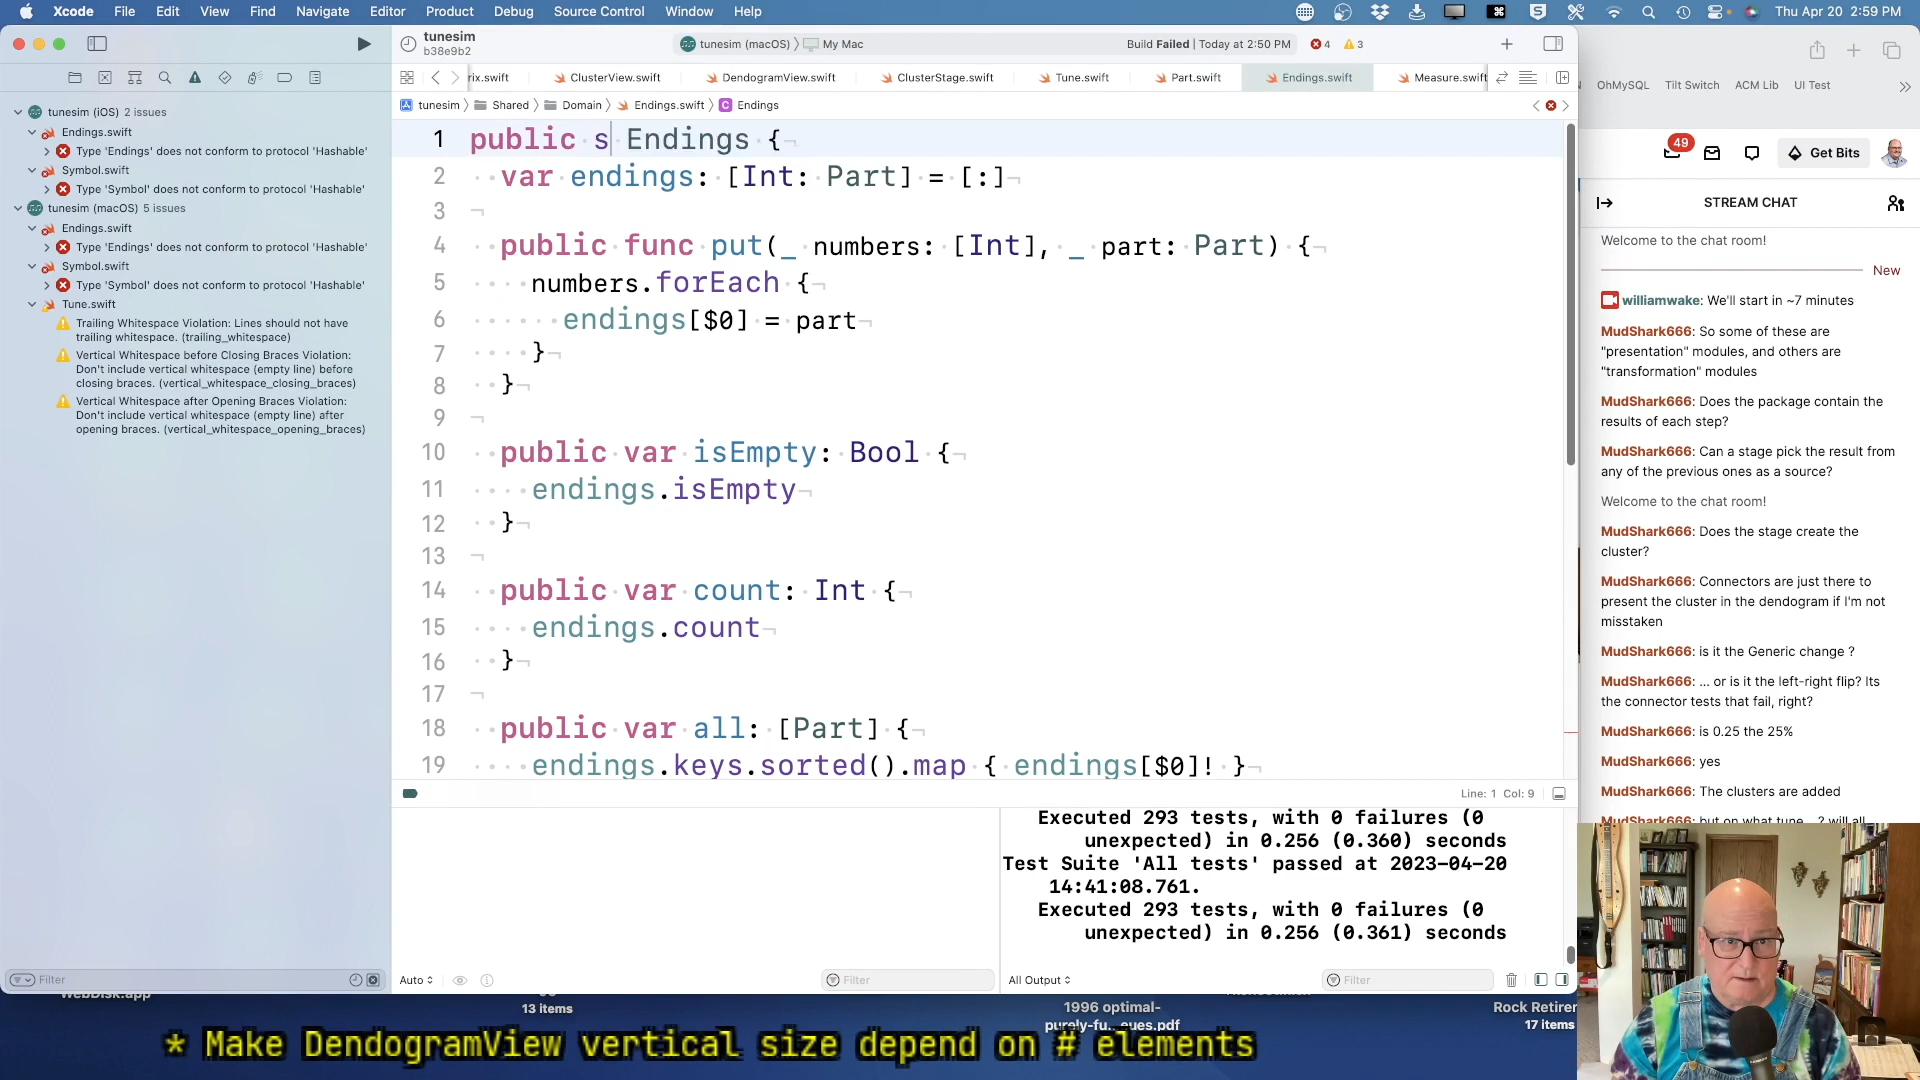 Xcode File Edit View Find Navigate Editor Product Debug Source Control Window Help
Thu Apr 20 2:59 PM
tunesim
b38e9b2
tunesim (macOS) My Mac
Build Failed | Today at 2:50 PM
4 3
rix.swift ClusterView.swift DendogramView.swift ClusterStage.swift Tune.swift Part.swift Endings.swift Measure.swift
tunesim Shared Domain Endings.swift C Endings
tunesim (iOS) 2 issues
Endings.swift
Type 'Endings' does not conform to protocol 'Hashable'
Symbol.swift
Type 'Symbol' does not conform to protocol 'Hashable'
tunesim (macOS) 5 issues
Endings.swift
Type 'Endings' does not conform to protocol 'Hashable'
Symbol.swift
Type 'Symbol' does not conform to protocol 'Hashable'
Tune.swift
Trailing Whitespace Violation: Lines should not have
trailing whitespace. (trailing_whitespace)
Vertical Whitespace before Closing Braces Violation:
Don't include vertical whitespace (empty line) before
closing braces. (vertical_whitespace_closing_braces)
Vertical Whitespace after Opening Braces Violation:
Don't include vertical whitespace (empty line) after
opening braces. (vertical_whitespace_opening_braces)
Filter
1 public s Endings {
2 var endings: [Int: Part] = [:]
3
4 public func put(_ numbers: [Int], _ part: Part) {
5 numbers.forEach {
6 endings[$0] = part
7 }
8 }
9
10 public var isEmpty: Bool {
11 endings.isEmpty
12 }
13
14 public var count: Int {
15 endings.count
16 }
17
18 public var all: [Part] {
19 endings.keys.sorted().map { endings[$0]! }
Line: 1 Col: 9
Executed 293 tests, with 0 failures (0
unexpected) in 0.256 (0.360) seconds
Test Suite 'All tests' passed at 2023-04-20
14:41:08.761.
Executed 293 tests, with 0 failures (0
unexpected) in 0.256 (0.361) seconds
Auto
Filter
All Output
Filter
OhMySQL Tilt Switch ACM Lib UI Test
49
Get Bits
STREAM CHAT
Welcome to the chat room!
New
williamwake: We'll start in ~7 minutes
MudShark666: So some of these are
"presentation" modules, and others are
"transformation" modules
MudShark666: Does the package contain the
results of each step?
MudShark666: Can a stage pick the result from
any of the previous ones as a source?
Welcome to the chat room!
MudShark666: Does the stage create the
cluster?
MudShark666: Connectors are just there to
present the cluster in the dendogram if I'm not
misstaken
MudShark666: is it the Generic change ?
MudShark666: ... or is it the left-right flip? Its
the connector tests that fail, right?
MudShark666: is 0.25 the 25%
MudShark666: yes
MudShark666: The clusters are added
MudShark666: but on what tune ...? will all
WebDisk.app
13 items
1996 optimal-
purely-fu...eues.pdf
Rock Retirer
17 items
* Make DendogramView vertical size depend on # elements